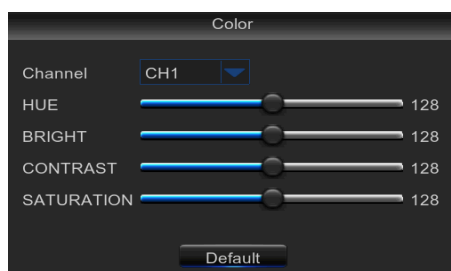 Color
Channel CH1
HUE 128
BRIGHT 128
CONTRAST 128
SATURATION 128
Default